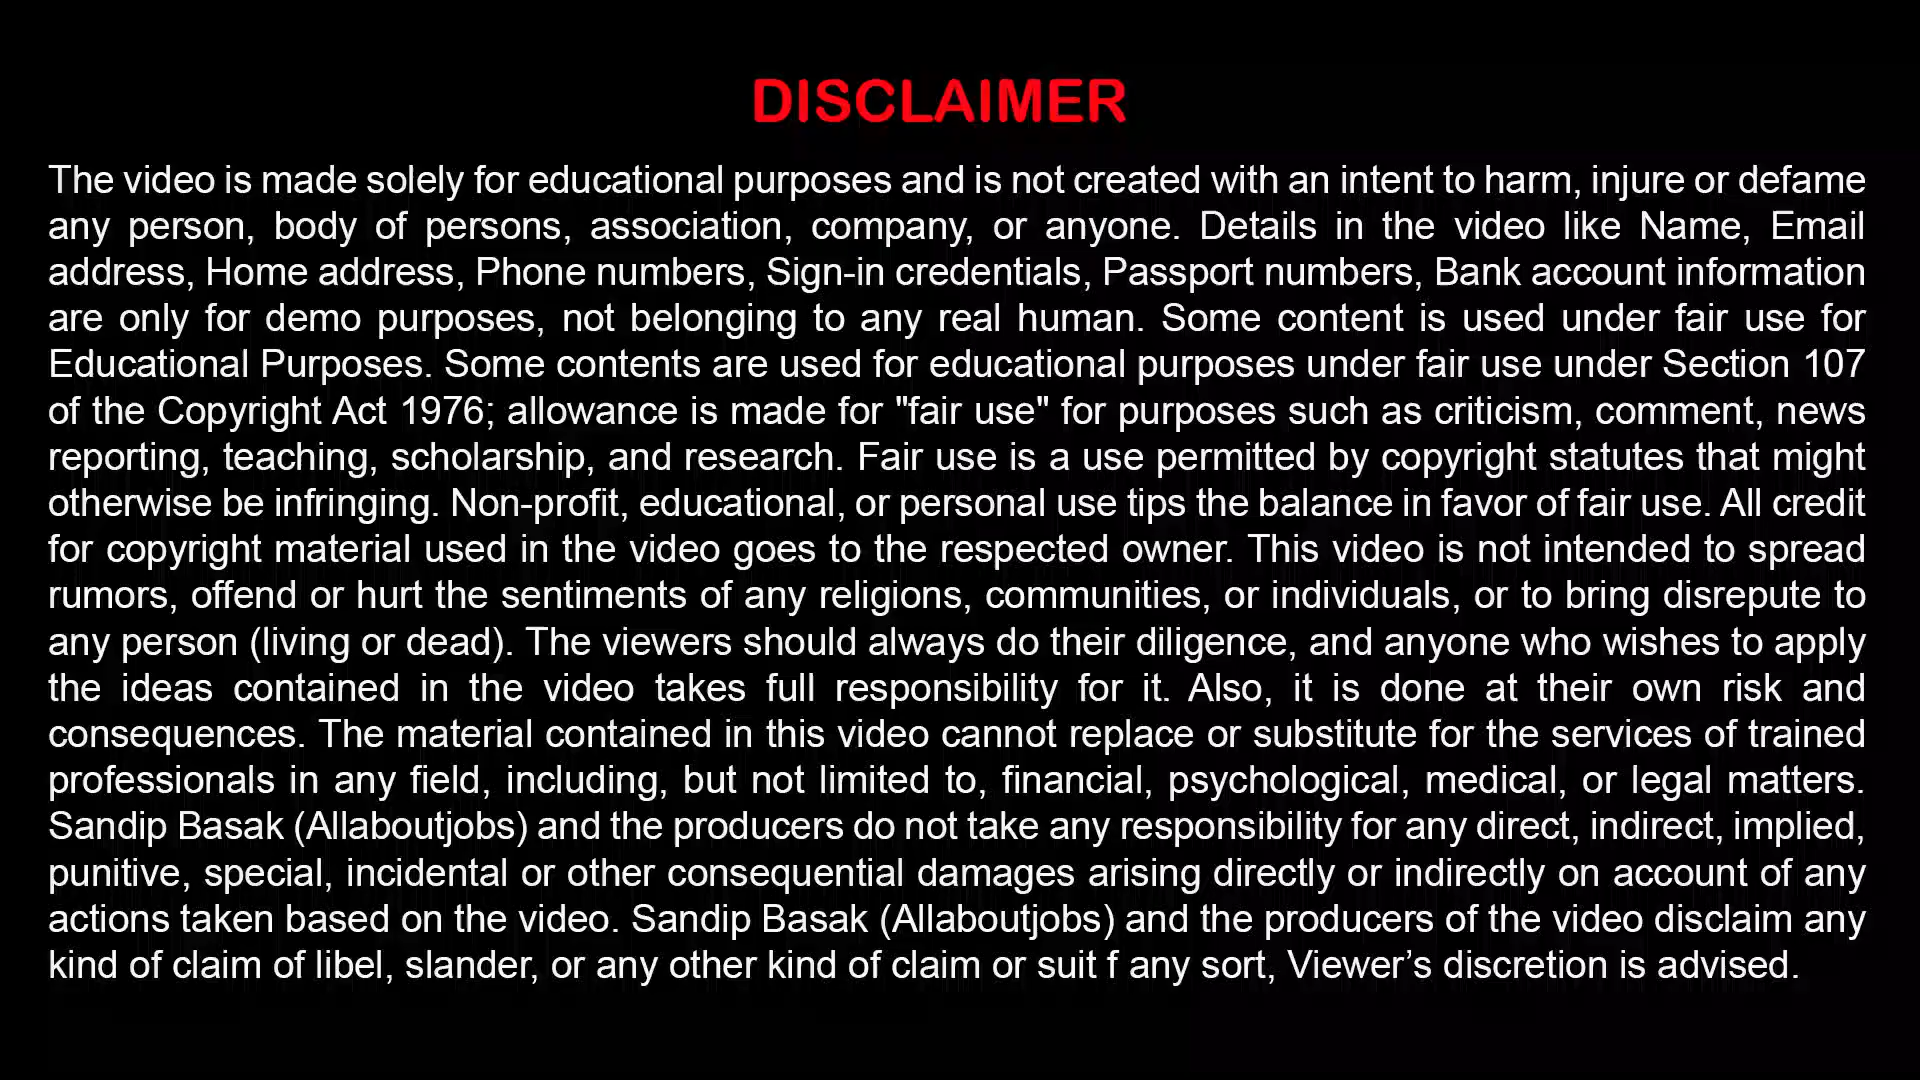 DISCLAIMER
The video is made solely for educational purposes and is not created with an intent to harm, injure or defame
any person, body of persons, association, company, or anyone. Details in the video like Name, Email
address, Home address, Phone numbers, Sign-in credentials, Passport numbers, Bank account information
are only for demo purposes, not belonging to any real human. Some content is used under fair use for
Educational Purposes. Some contents are used for educational purposes under fair use under Section 107
of the Copyright Act 1976; allowance is made for "fair use" for purposes such as criticism, comment, news
reporting, teaching, scholarship, and research. Fair use is a use permitted by copyright statutes that might
otherwise be infringing. Non-profit, educational, or personal use tips the balance in favor of fair use. All credit
for copyright material used in the video goes to the respected owner. This video is not intended to spread
rumors, offend or hurt the sentiments of any religions, communities, or individuals, or to bring disrepute to
any person (living or dead). The viewers should always do their diligence, and anyone who wishes to apply
the ideas contained in the video takes full responsibility for it. Also, it is done at their own risk and
consequences. The material contained in this video cannot replace or substitute for the services of trained
professionals in any field, including, but not limited to, financial, psychological, medical, or legal matters.
Sandip Basak (Allaboutjobs) and the producers do not take any responsibility for any direct, indirect, implied,
punitive, special, incidental or other consequential damages arising directly or indirectly on account of any
actions taken based on the video. Sandip Basak (Allaboutjobs) and the producers of the video disclaim any
kind of claim of libel, slander, or any other kind of claim or suit f any sort, Viewer’s discretion is advised.